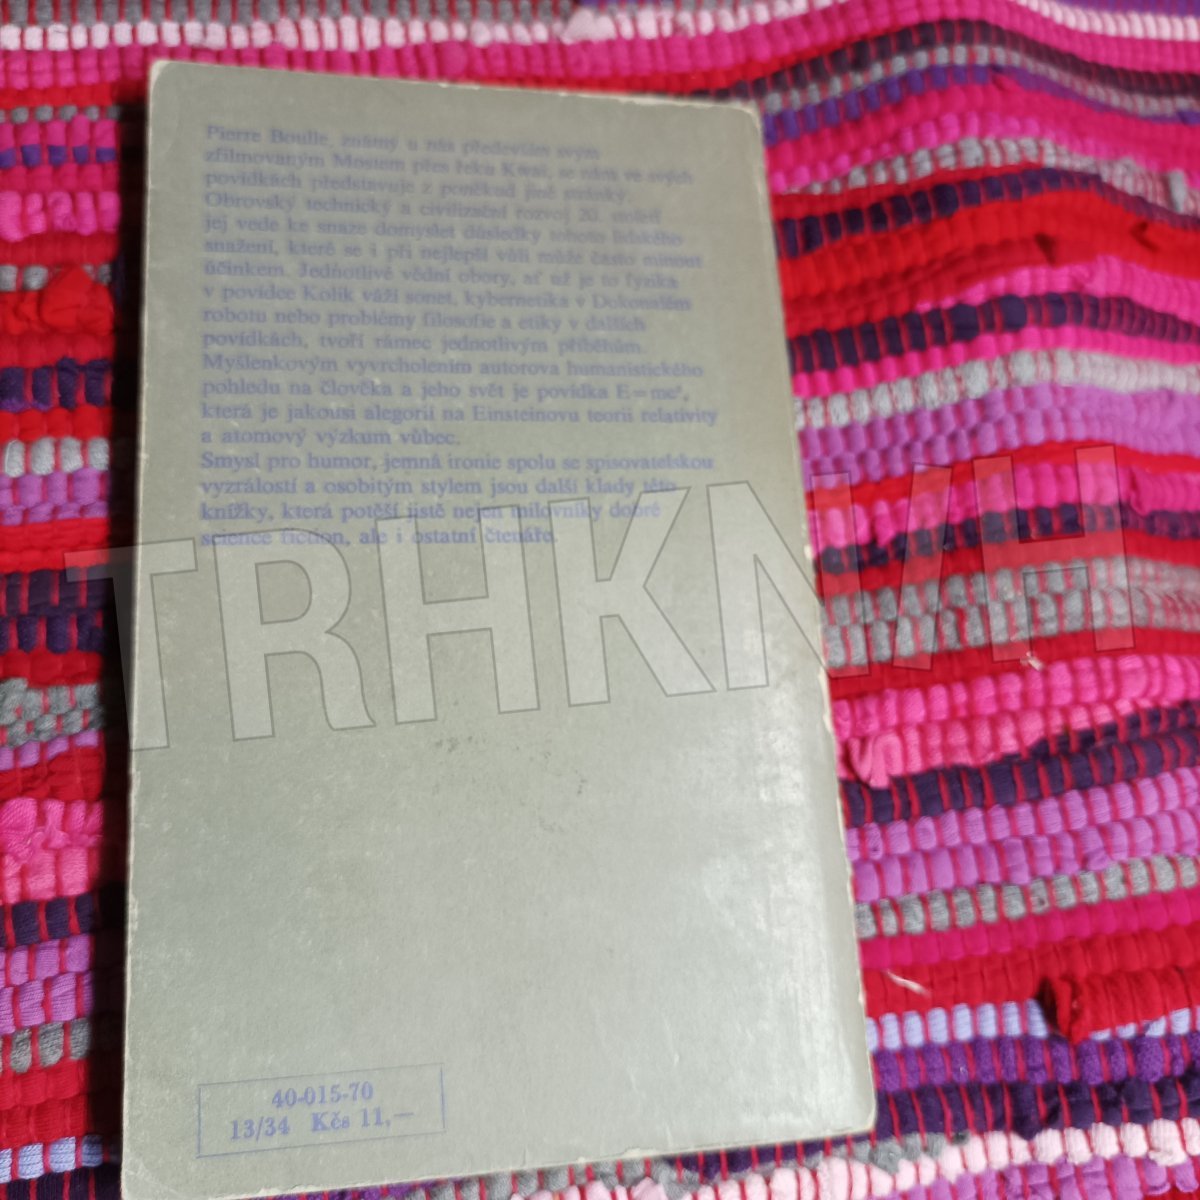 Pierre Boulle, známý u nás především svým
zfilmovaným Mostem přes řeku Kwai, se nám ve svých
povídkách představuje z poněkud jiné stránky.
Obrovský technický a civilizační rozvoj 20. století
jej vede ke snaze domyslet důsledky tohoto lidského
snažení, které se i při nejlepší vůli může často minout
účinkem. Jednotlivé vědní obory, ať už je to fyzika
v povídce Kolik váží sonet, kybernetika v Dokonalém
robotu nebo problémy filosofie a etiky v dalších
povídkách, tvoří rámec jednotlivým příběhům.
Myšlenkovým vyvrcholením autorova humanistického
pohledu na člověka a jeho svět je povídka E=mc²,
která je jakousi alegorií na Einsteinovu teorii relativity
a atomový výzkum vůbec.
Smysl pro humor, jemná ironie spolu se spisovatelskou
vyzrálostí a osobitým stylem jsou další klady této
knížky, která potěší jistě nejen milovníky dobré
science fiction, ale i ostatní čtenáře.
TRHKNIH
40-015-70
13/34 Kčs 11,—